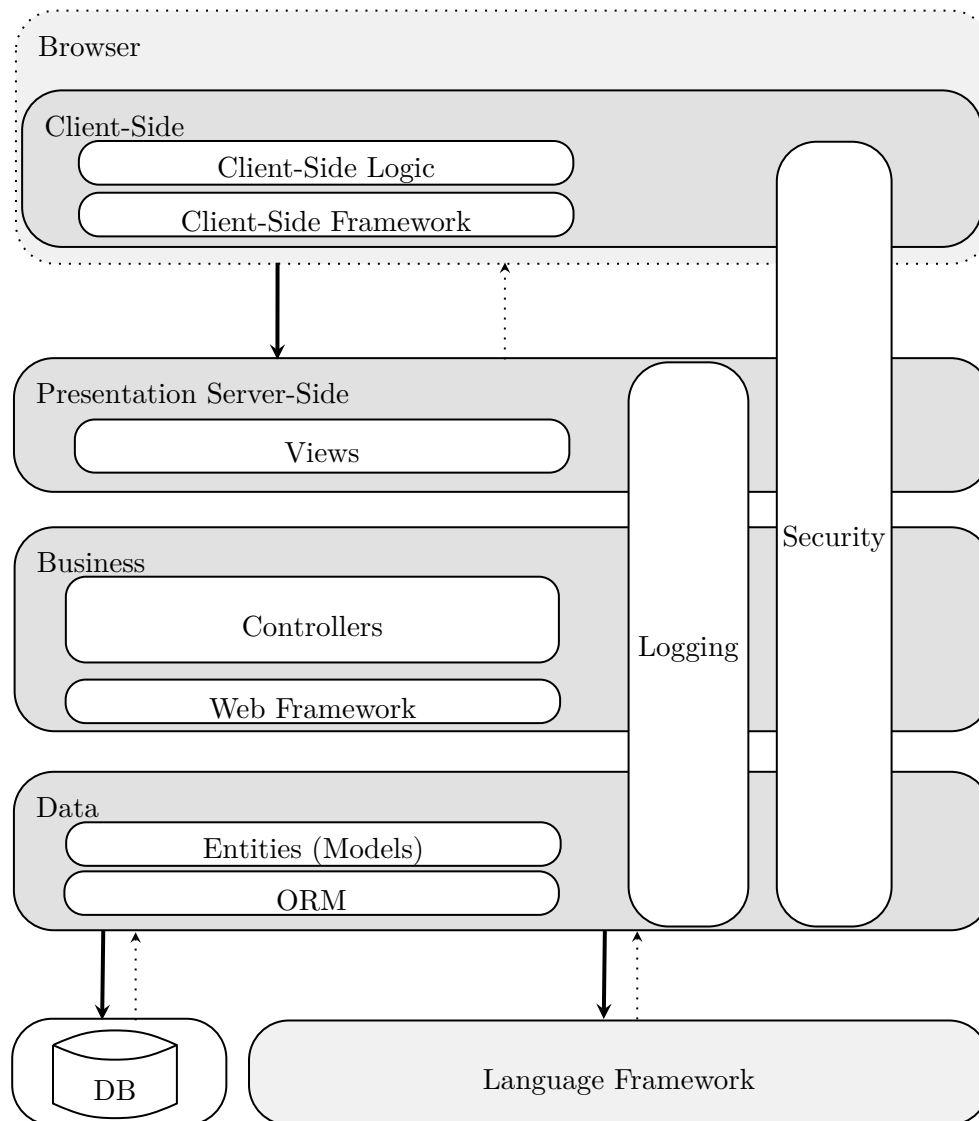 Browser
Client-Side
Client-Side Logic
Client-Side Framework
Presentation Server-Side
Views
Security
Business
Controllers
Logging
Web Framework
Data
Entities (Models)
ORM
DB
Language Framework